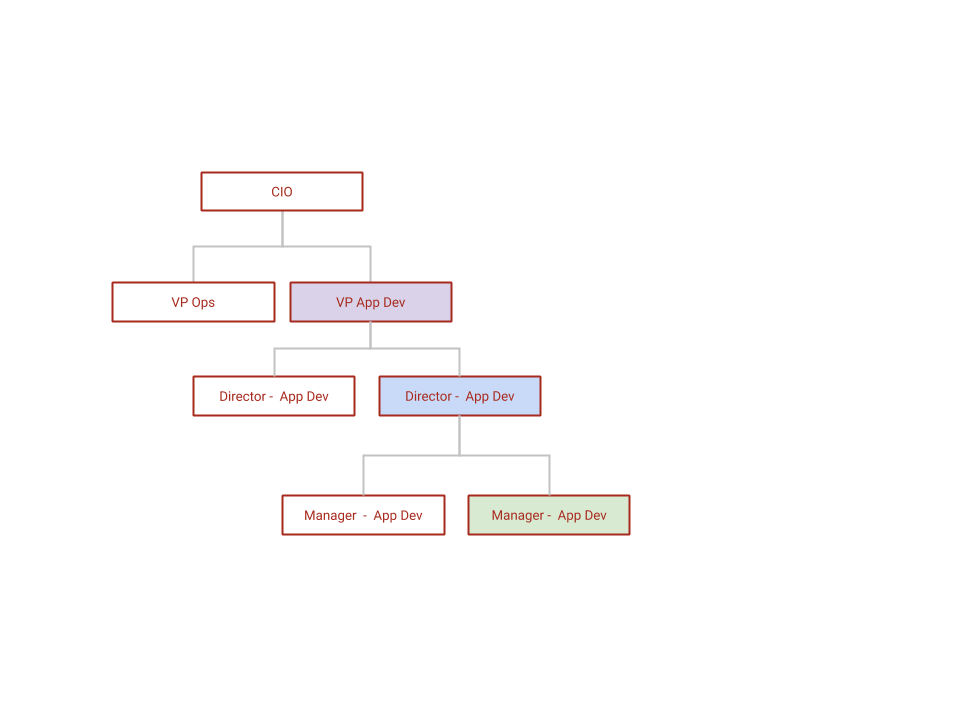 CIO
VP Ops
VP App Dev
Director -  App Dev
Director -  App Dev
Manager  -  App Dev
Manager -  App Dev